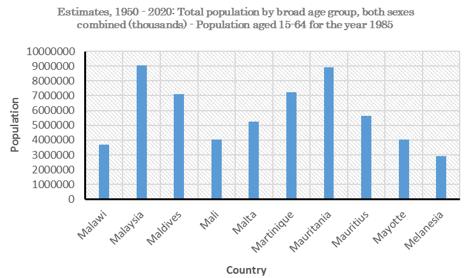 Estimates, 1950 - 2020: Total population by broad age group, both sexes
combined (thousands) - Population aged 15-64 for the year 1985
10000000
9000000
8000000
7000000
6000000
5000000
4000000
3000000
2000000
1000000
0
Population
Malawi
Malaysia
Maldives
Mali
Malta
Martinique
Mauritania
Mauritius
Mayotte
Melanesia
Country